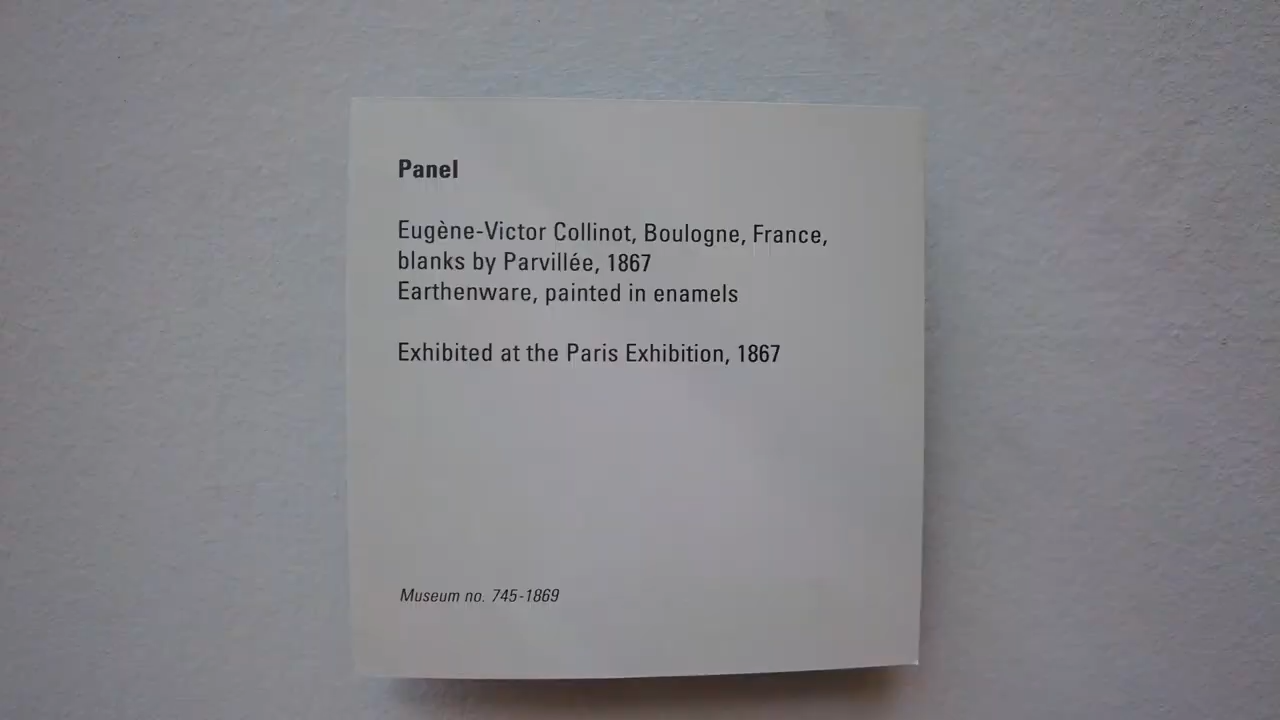 Panel
Eugène-Victor Collinot, Boulogne, France,
blanks by Parvillée, 1867
Earthenware, painted in enamels
Exhibited at the Paris Exhibition, 1867
Museum no. 745-1869